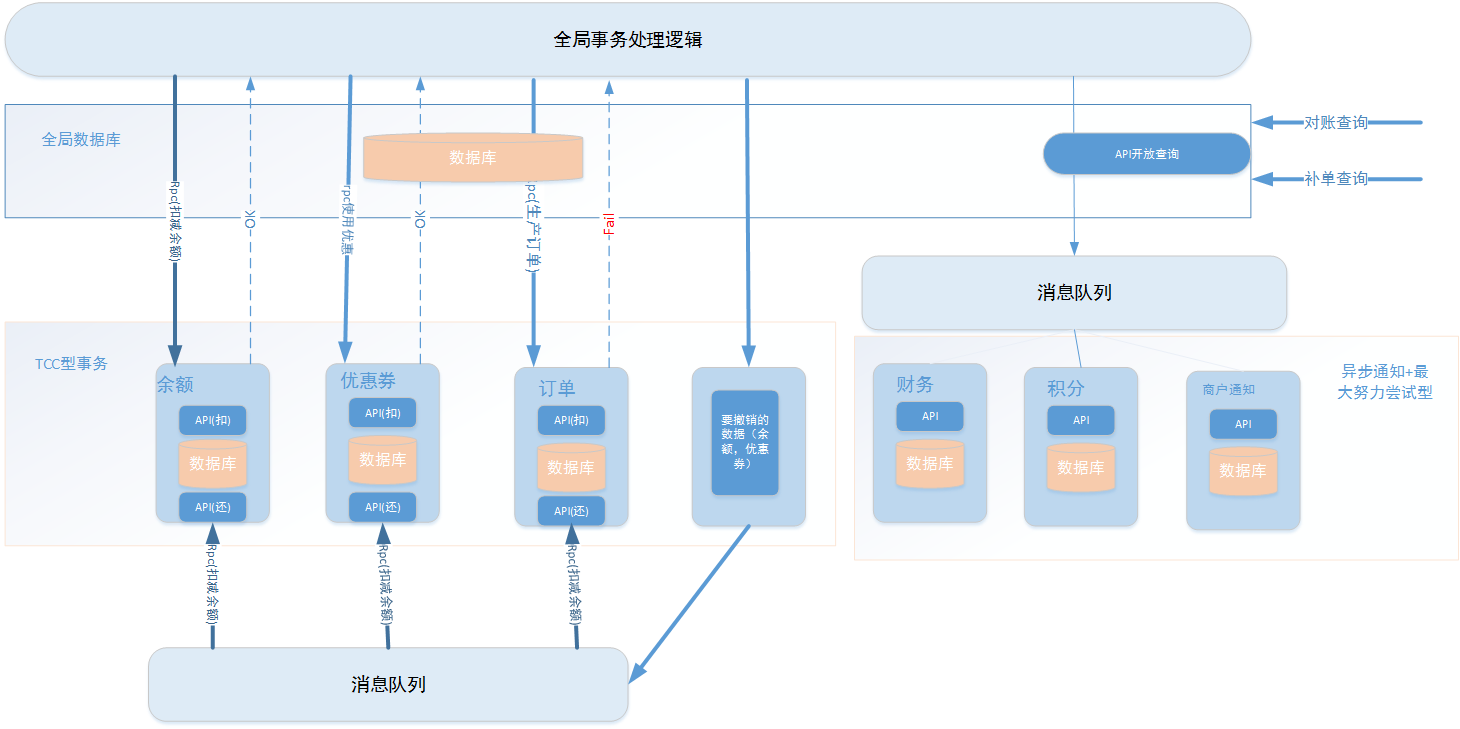 全局事务处理逻辑
全局数据库
数据库
API开放查询
对账查询
补单查询
Rpc(扣减余额)
OK
rpc使用优惠
OK
Rpc(生产订单)
Fail
消息队列
TCC型事务
余额
API(扣)
数据库
API(还)
优惠券
API(扣)
数据库
API(还)
订单
API(扣)
数据库
API(还)
要撤销的
数据（余
额，优惠
券）
财务
API
数据库
积分
API
数据库
商户通知
API
数据库
异步通知+最
大努力尝试型
Rpc(扣减余额)
Rpc(扣减余额)
Rpc(扣减余额)
消息队列